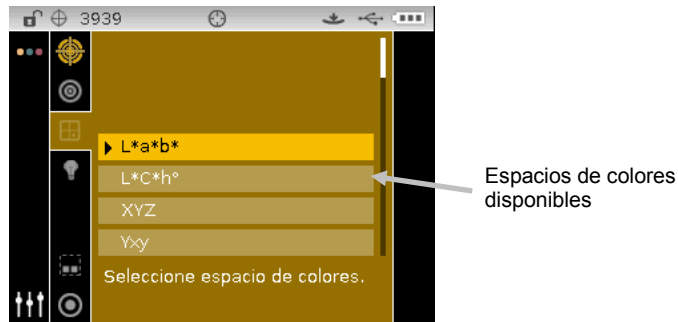 3939
L*a*b*
L*C*h°
XYZ
Yxy
Seleccione espacio de colores.
Espacios de colores
disponibles